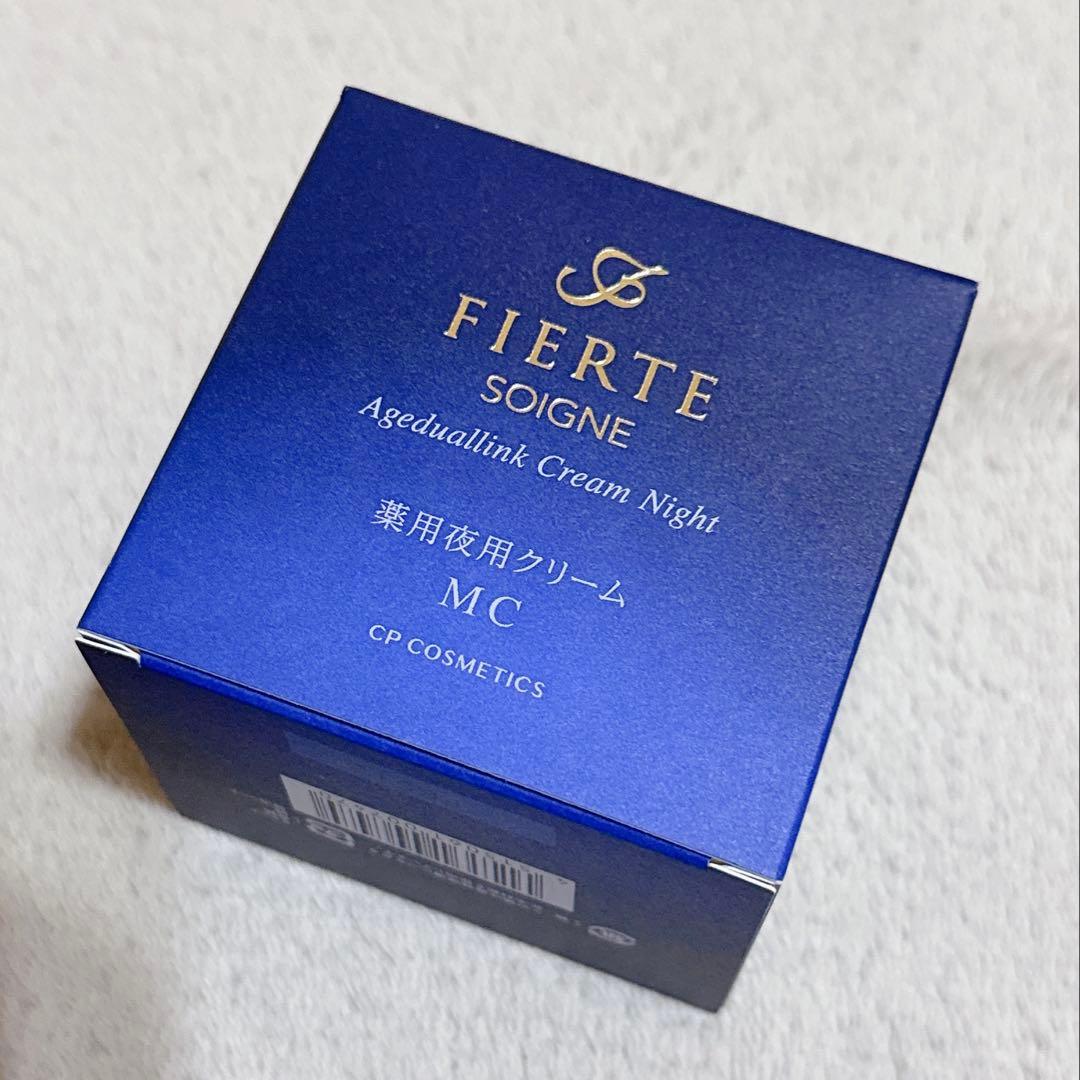 FIERTE
SOIGNE
Ageduallink Cream Night
薬用夜用クリーム
MC
CP COSMETICS